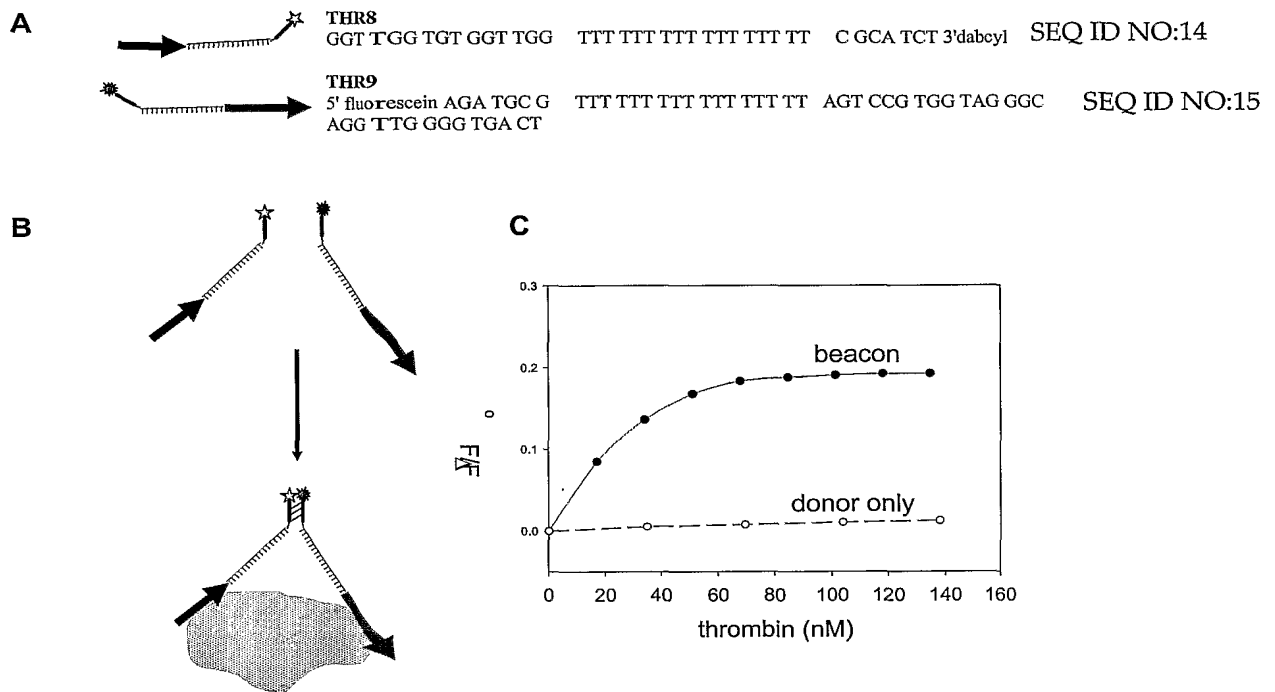 A
THR8
GGT TGG TGT GGT TGG TTT TTT TTT TTT TTT TT C GCA TCT 3'dabcyl SEQ ID NO:14
THR9
5' fluorescein AGA TGC G TTT TTT TTT TTT TTT TT AGT CCG TGG TAG GGC SEQ ID NO:15
AGG TTG GGG TGA CT
B
C
0.3
0.2
0.1
0.0
ΔF/F
o
beacon
donor only
0 20 40 60 80 100 120 140 160
thrombin (nM)